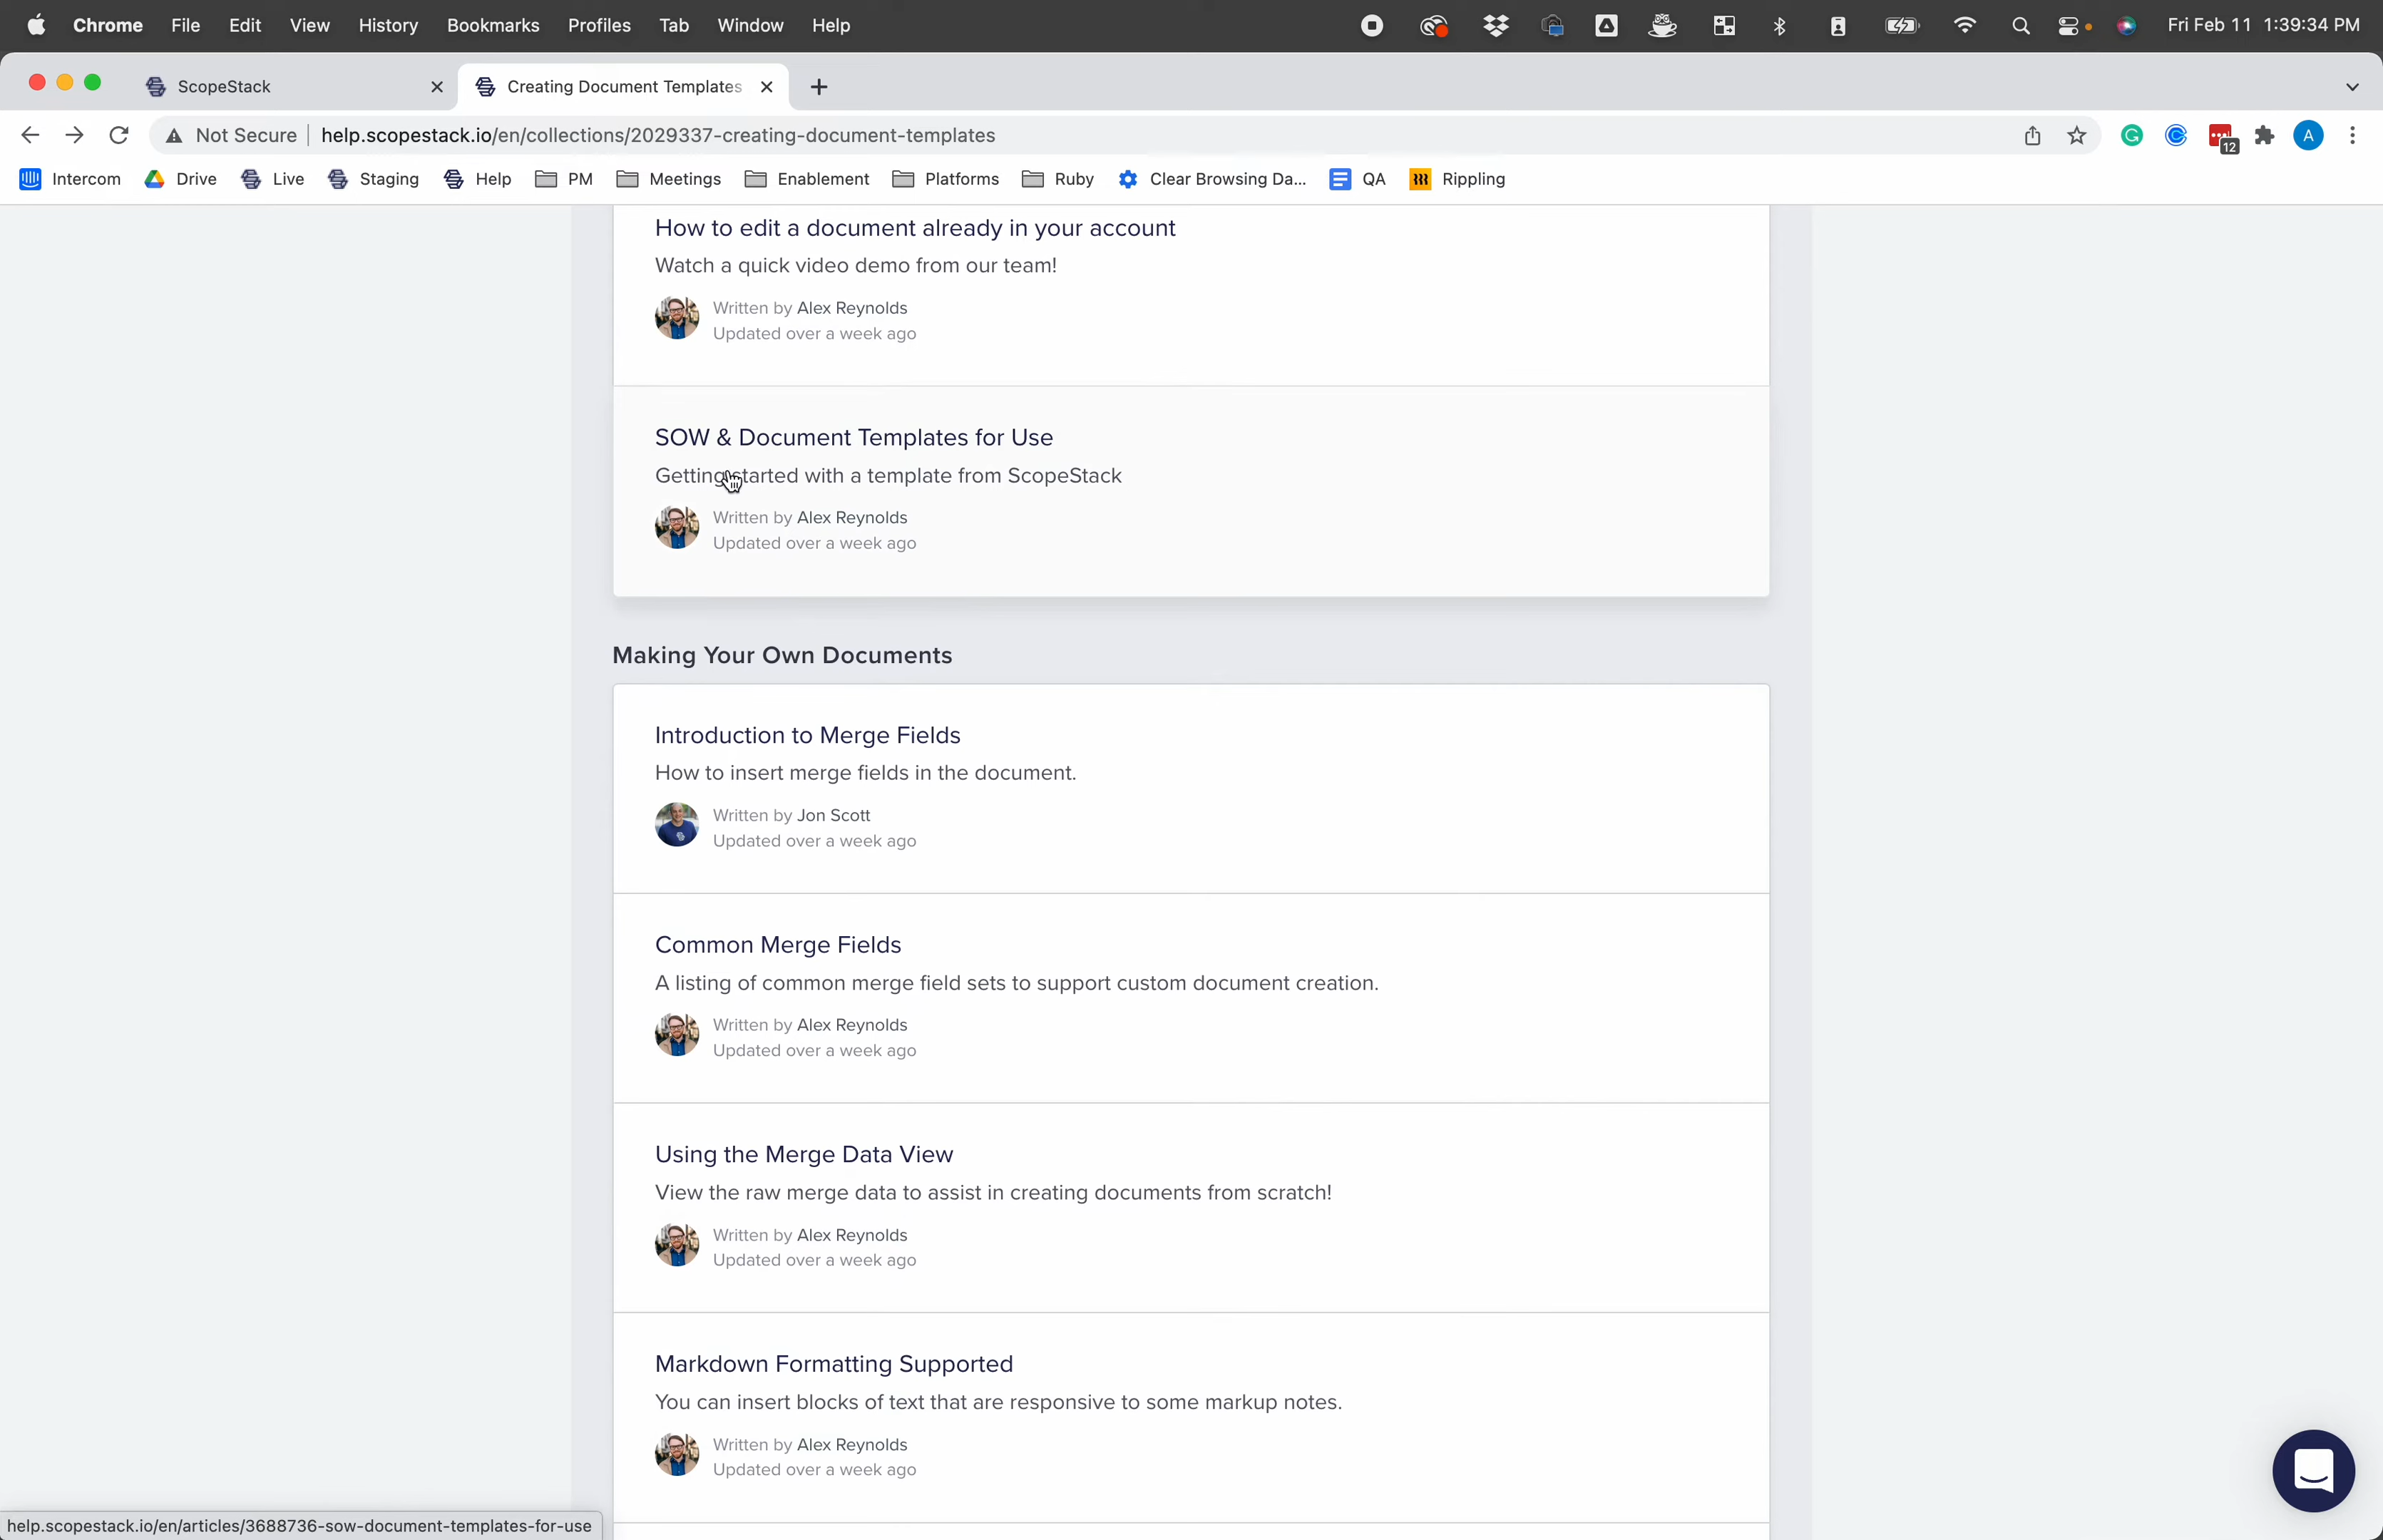 Chrome File Edit View History Bookmarks Profiles Tab Window Help Fri Feb 11 1:39:34 PM
ScopeStack Creating Document Templates
Not Secure help.scopestack.io/en/collections/2029337-creating-document-templates A 12
Intercom Drive Live Staging Help PM Meetings Enablement Platforms Ruby Clear Browsing Da... QA Rippling
How to edit a document already in your account
Watch a quick video demo from our team!
Written by Alex Reynolds
Updated over a week ago
SOW & Document Templates for Use
Getting started with a template from ScopeStack
Written by Alex Reynolds
Updated over a week ago
Making Your Own Documents
Introduction to Merge Fields
How to insert merge fields in the document.
Written by Jon Scott
Updated over a week ago
Common Merge Fields
A listing of common merge field sets to support custom document creation.
Written by Alex Reynolds
Updated over a week ago
Using the Merge Data View
View the raw merge data to assist in creating documents from scratch!
Written by Alex Reynolds
Updated over a week ago
Markdown Formatting Supported
You can insert blocks of text that are responsive to some markup notes.
Written by Alex Reynolds
Updated over a week ago
help.scopestack.io/en/articles/3688736-sow-document-templates-for-use